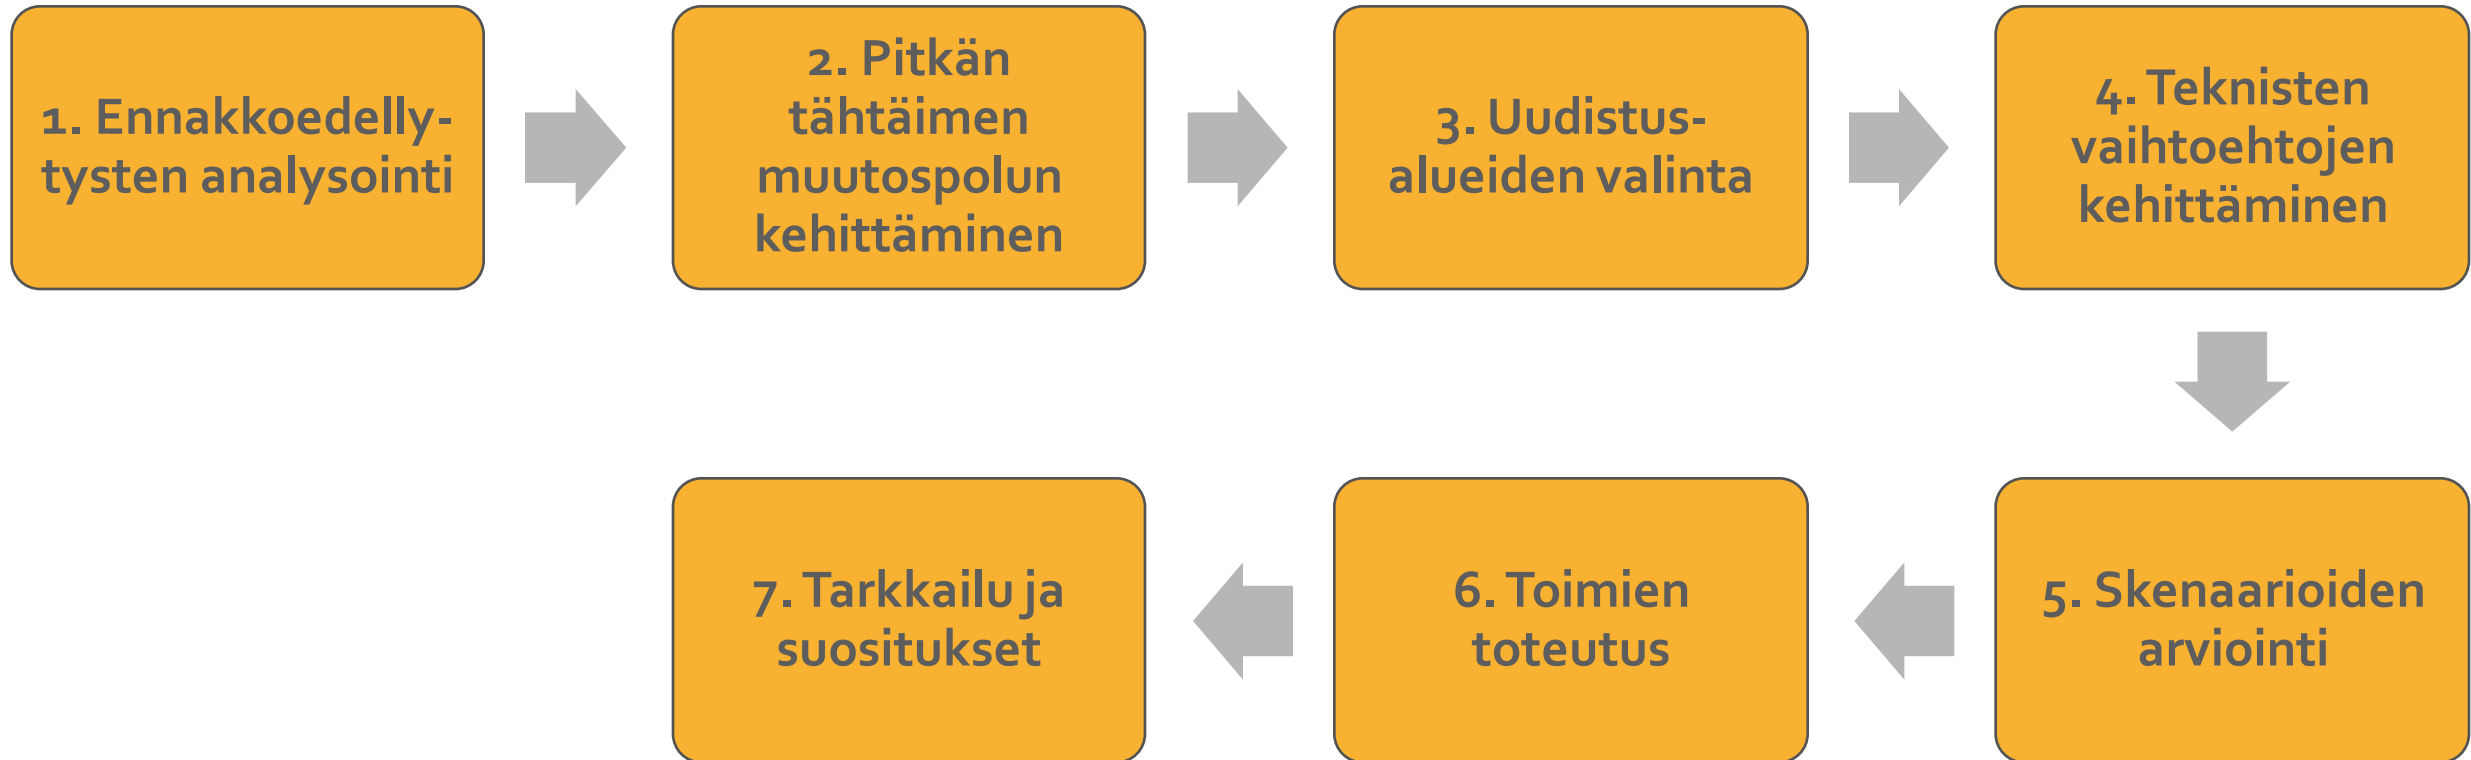 1. Ennakkoedelly-
tysten analysointi
2. Pitkän
tähtäimen
muutospolun
kehittäminen
3. Uudistus-
alueiden valinta
4. Teknisten
vaihtoehtojen
kehittäminen
5. Skenaarioiden
arviointi
6. Toimien
toteutus
7. Tarkkailu ja
suositukset